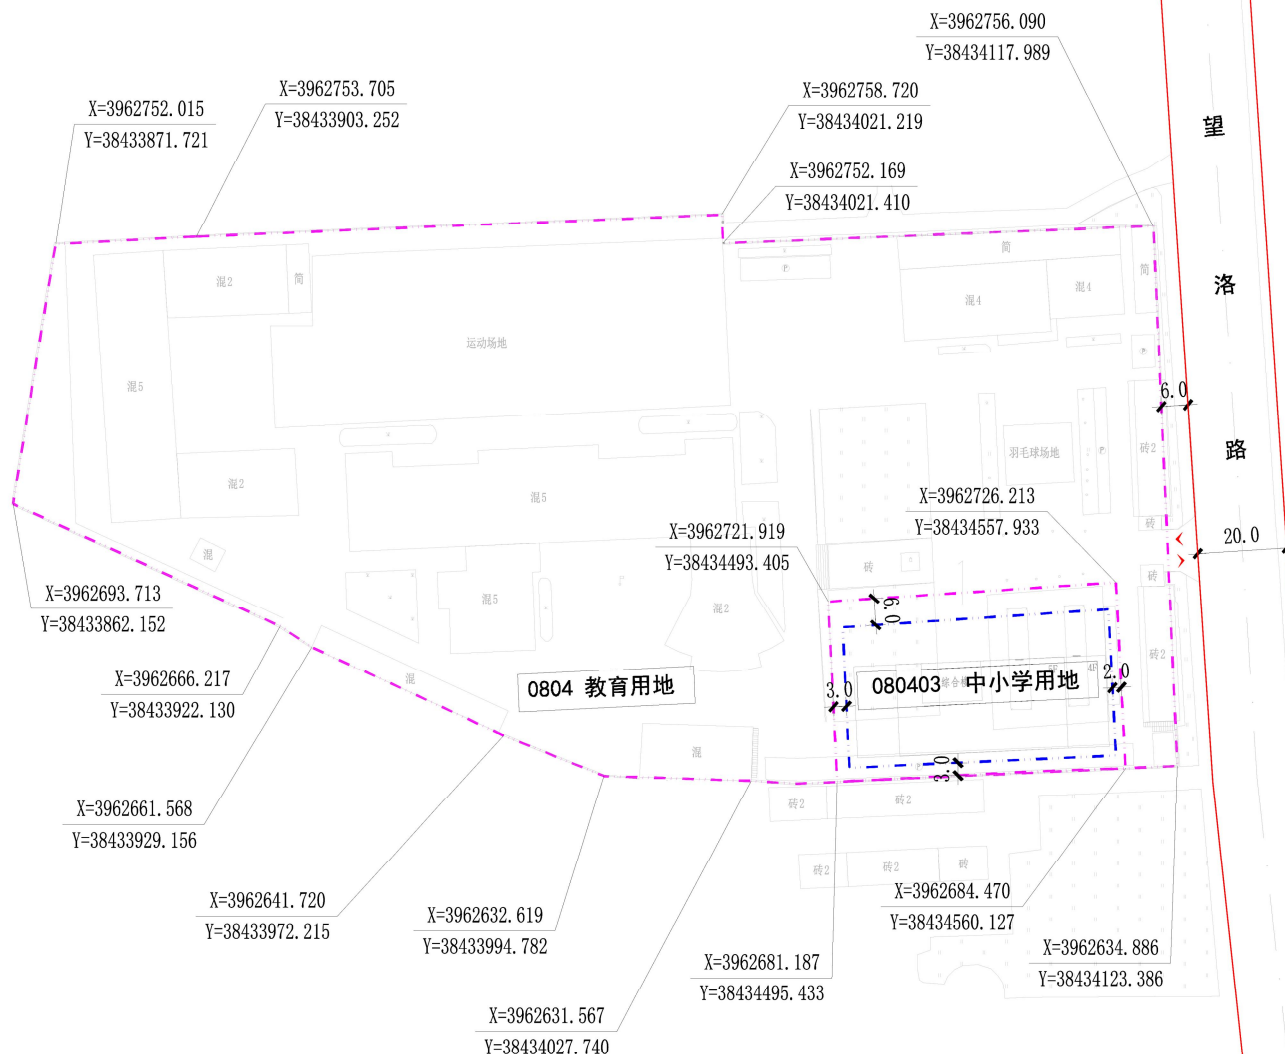 X=3962756.090
Y=38434117.989
X=3962753.705
Y=38433903.252
X=3962758.720
Y=38434021.219
X=3962752.015
Y=38433871.721
望
X=3962752.169
Y=38434021.410
简
简
混2
简
洛
混4
混4
P
运动场地
P
混5
6.0
路
砖2
羽毛球场地
P
混2
混5
X=3962726.213
Y=38434557.933
X=3962721.919
Y=38434493.405
砖
20.0
混
砖
砖
X=3962693.713
Y=38433862.152
混5
混2
6.0
砖2
X=3962666.217
Y=38433922.130
混
0804 教育用地
3.0
080403 中小学用地
综合楼
4F
2.0
混
3.0
X=3962661.568
Y=38433929.156
砖2
砖2
砖2
砖2
砖
X=3962641.720
Y=38433972.215
X=3962632.619
Y=38433994.782
X=3962684.470
Y=38434560.127
X=3962681.187
Y=38434495.433
X=3962634.886
Y=38434123.386
X=3962631.567
Y=38434027.740